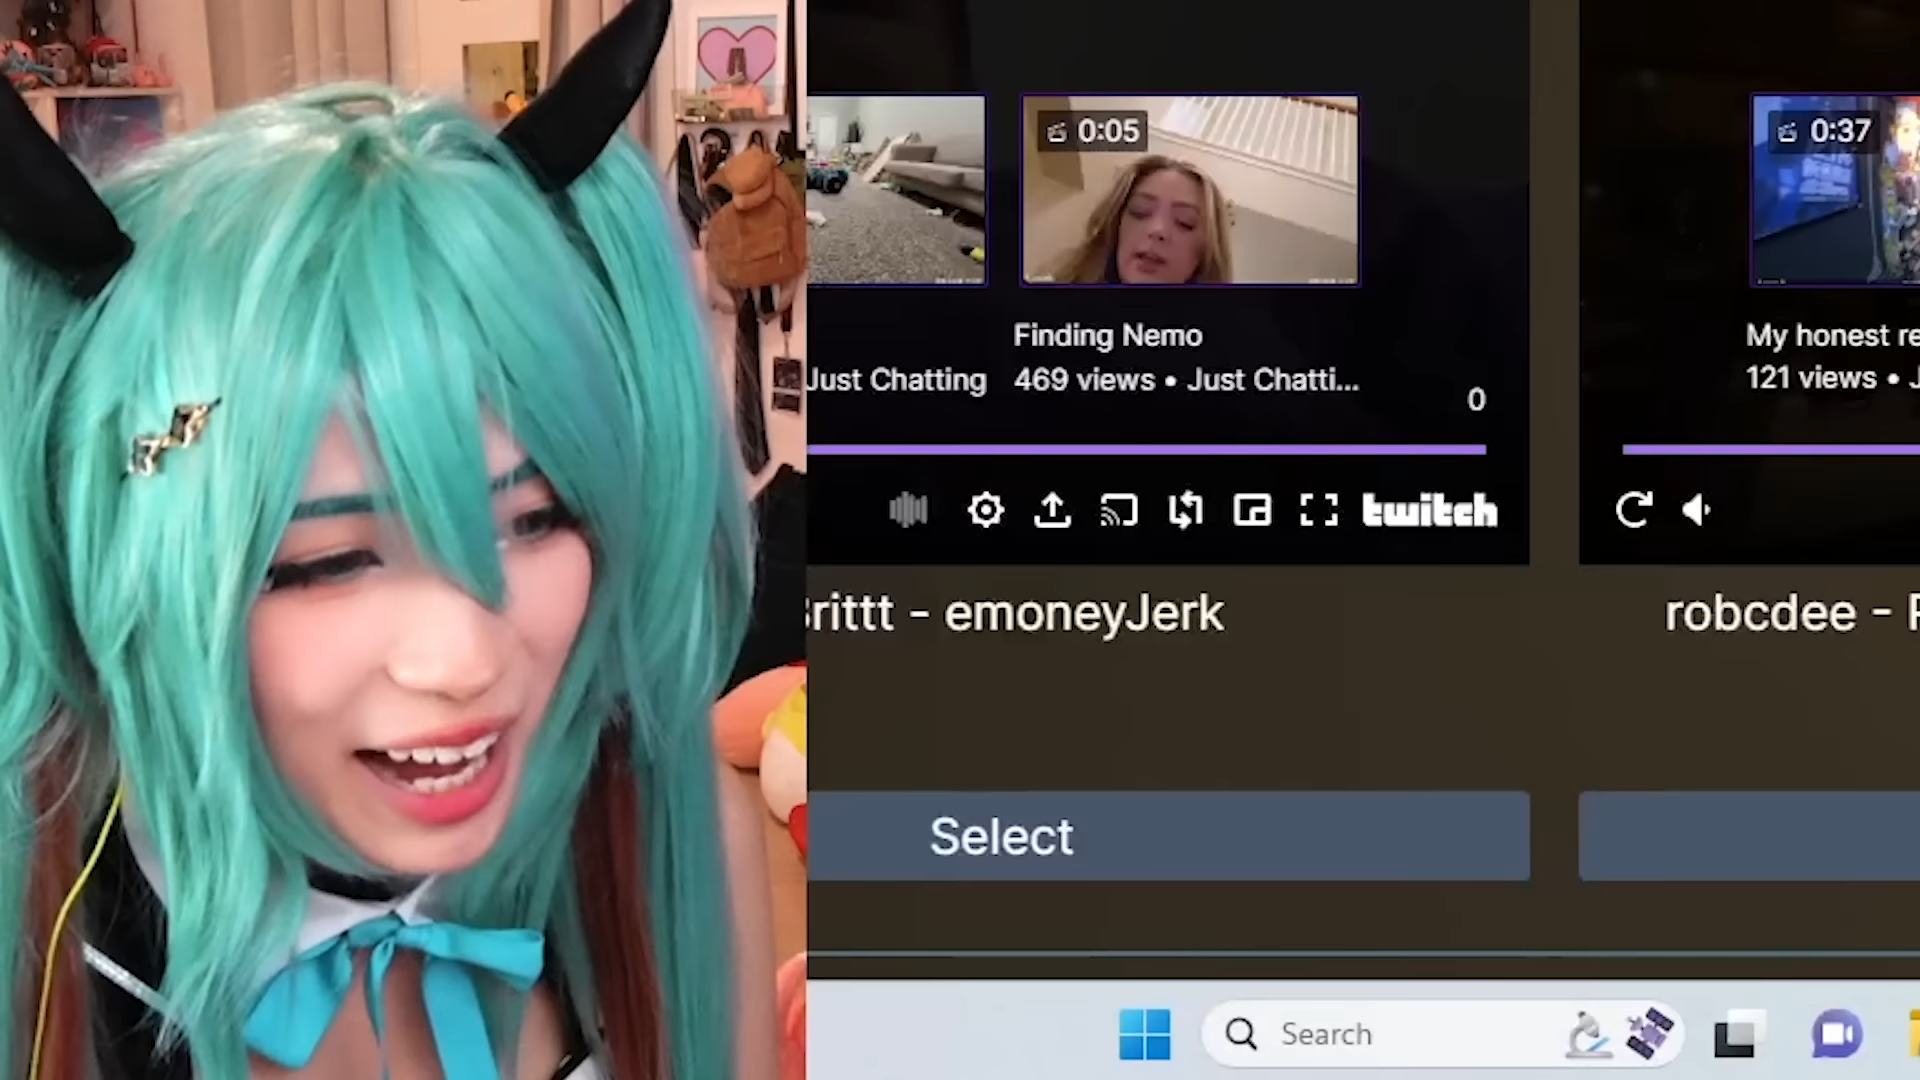 0:05
0:37
Finding Nemo
My honest re
Just Chatting
469 views • Just Chatti...
121 views • J
0
twitch
rittt - emoneyJerk
robcdee -
Select
Search